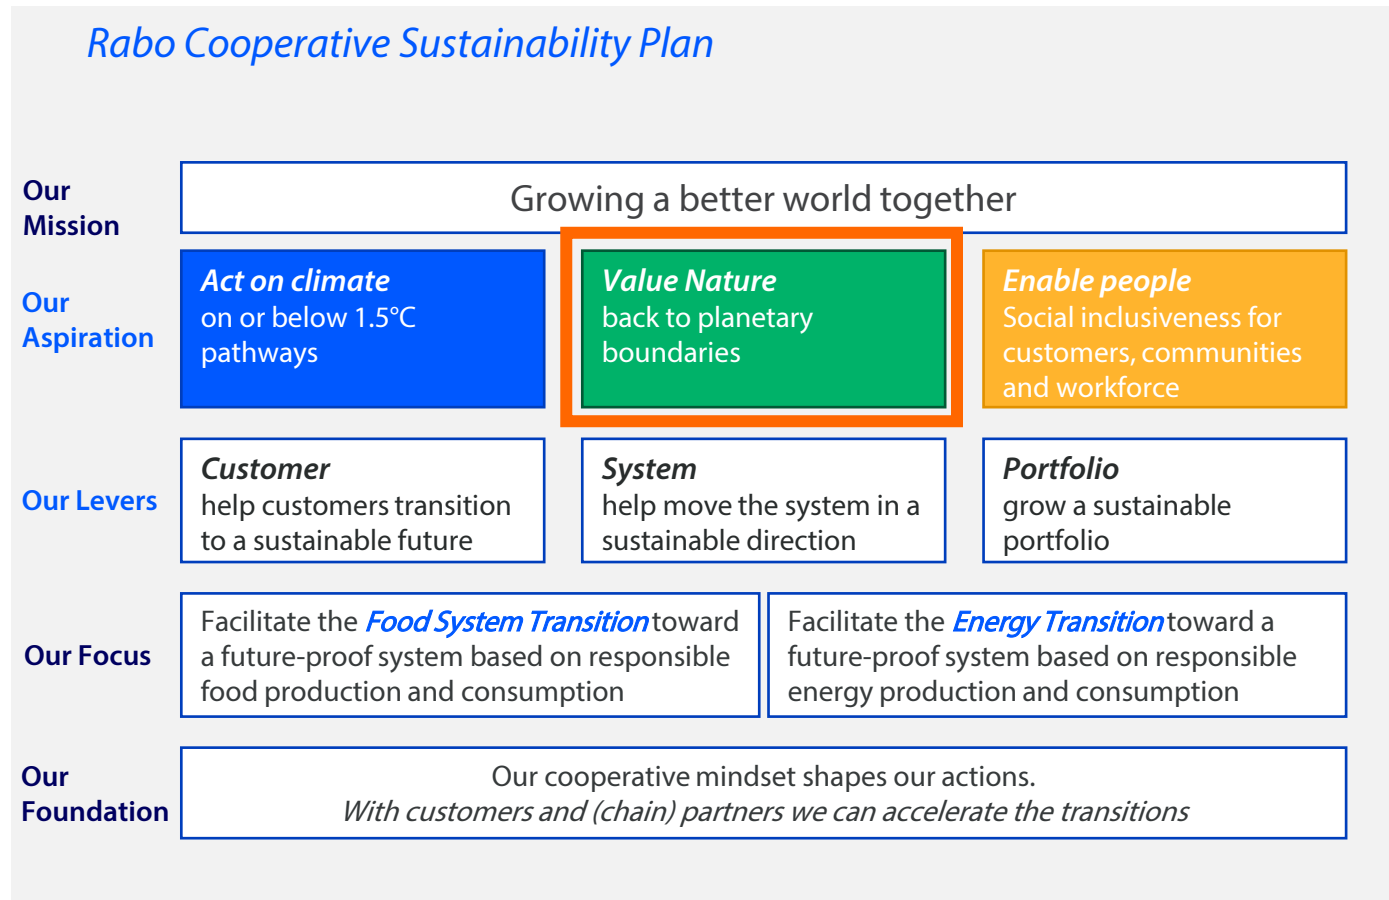 Rabo Cooperative Sustainability Plan
Our
Mission
Growing a better world together
Our
Aspiration
Act on climate
on or below 1.5°C
pathways
Value Nature
back to planetary
boundaries
Enable people
Social inclusiveness for
customers, communities
and workforce
Our Levers
Customer
help customers transition
to a sustainable future
System
help move the system in a
sustainable direction
Portfolio
grow a sustainable
portfolio
Our Focus
Facilitate the Food System Transition toward
a future-proof system based on responsible
food production and consumption
Facilitate the Energy Transition toward a
future-proof system based on responsible
energy production and consumption
Our
Foundation
Our cooperative mindset shapes our actions.
With customers and (chain) partners we can accelerate the transitions